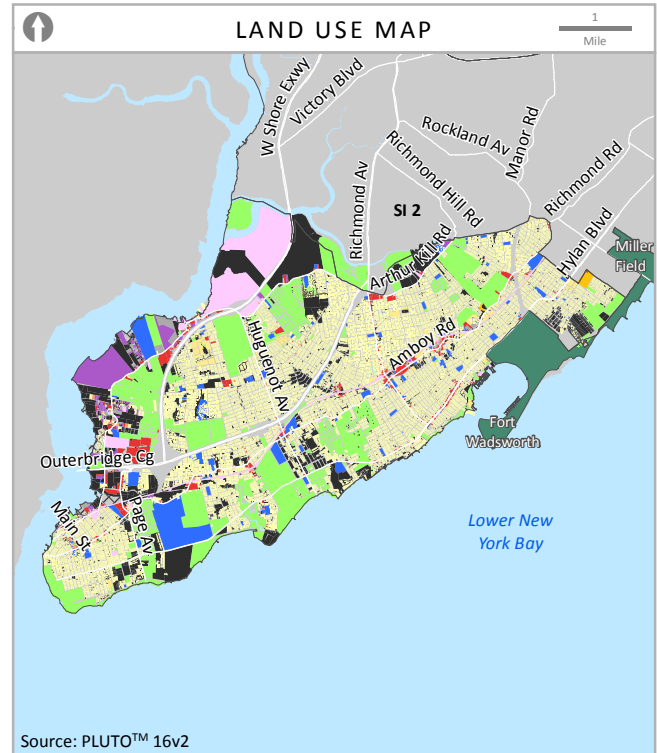 LAND USE MAP
1
Mile
W Shore Expwy
Victory Blvd
Rockland Av
Manor Rd
Richmond Rd
Richmond Hill Rd
Richmond Av
SI 2
Hylan Blvd
Miller
Field
Arthur Kill Rd
Huguenot Av
Amboy Rd
Fort
Wadsworth
Outerbridge Cg
Main St
Page Av
Lower New
York Bay
Source: PLUTO™ 16v2